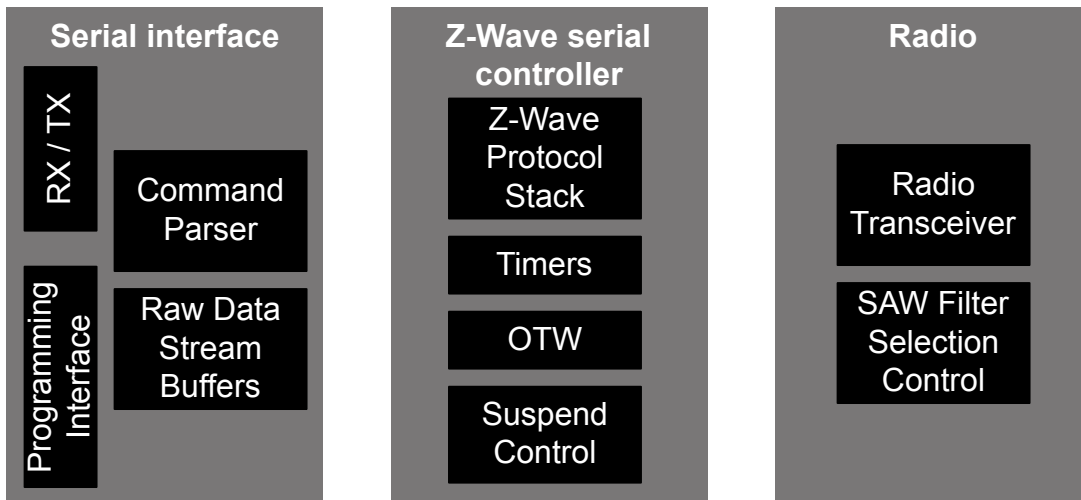 Serial interface
RX / TX
Command
Parser
Programming
Interface
Raw Data
Stream
Buffers
Z-Wave serial
controller
Z-Wave
Protocol
Stack
Timers
OTW
Suspend
Control
Radio
Radio
Transceiver
SAW Filter
Selection
Control